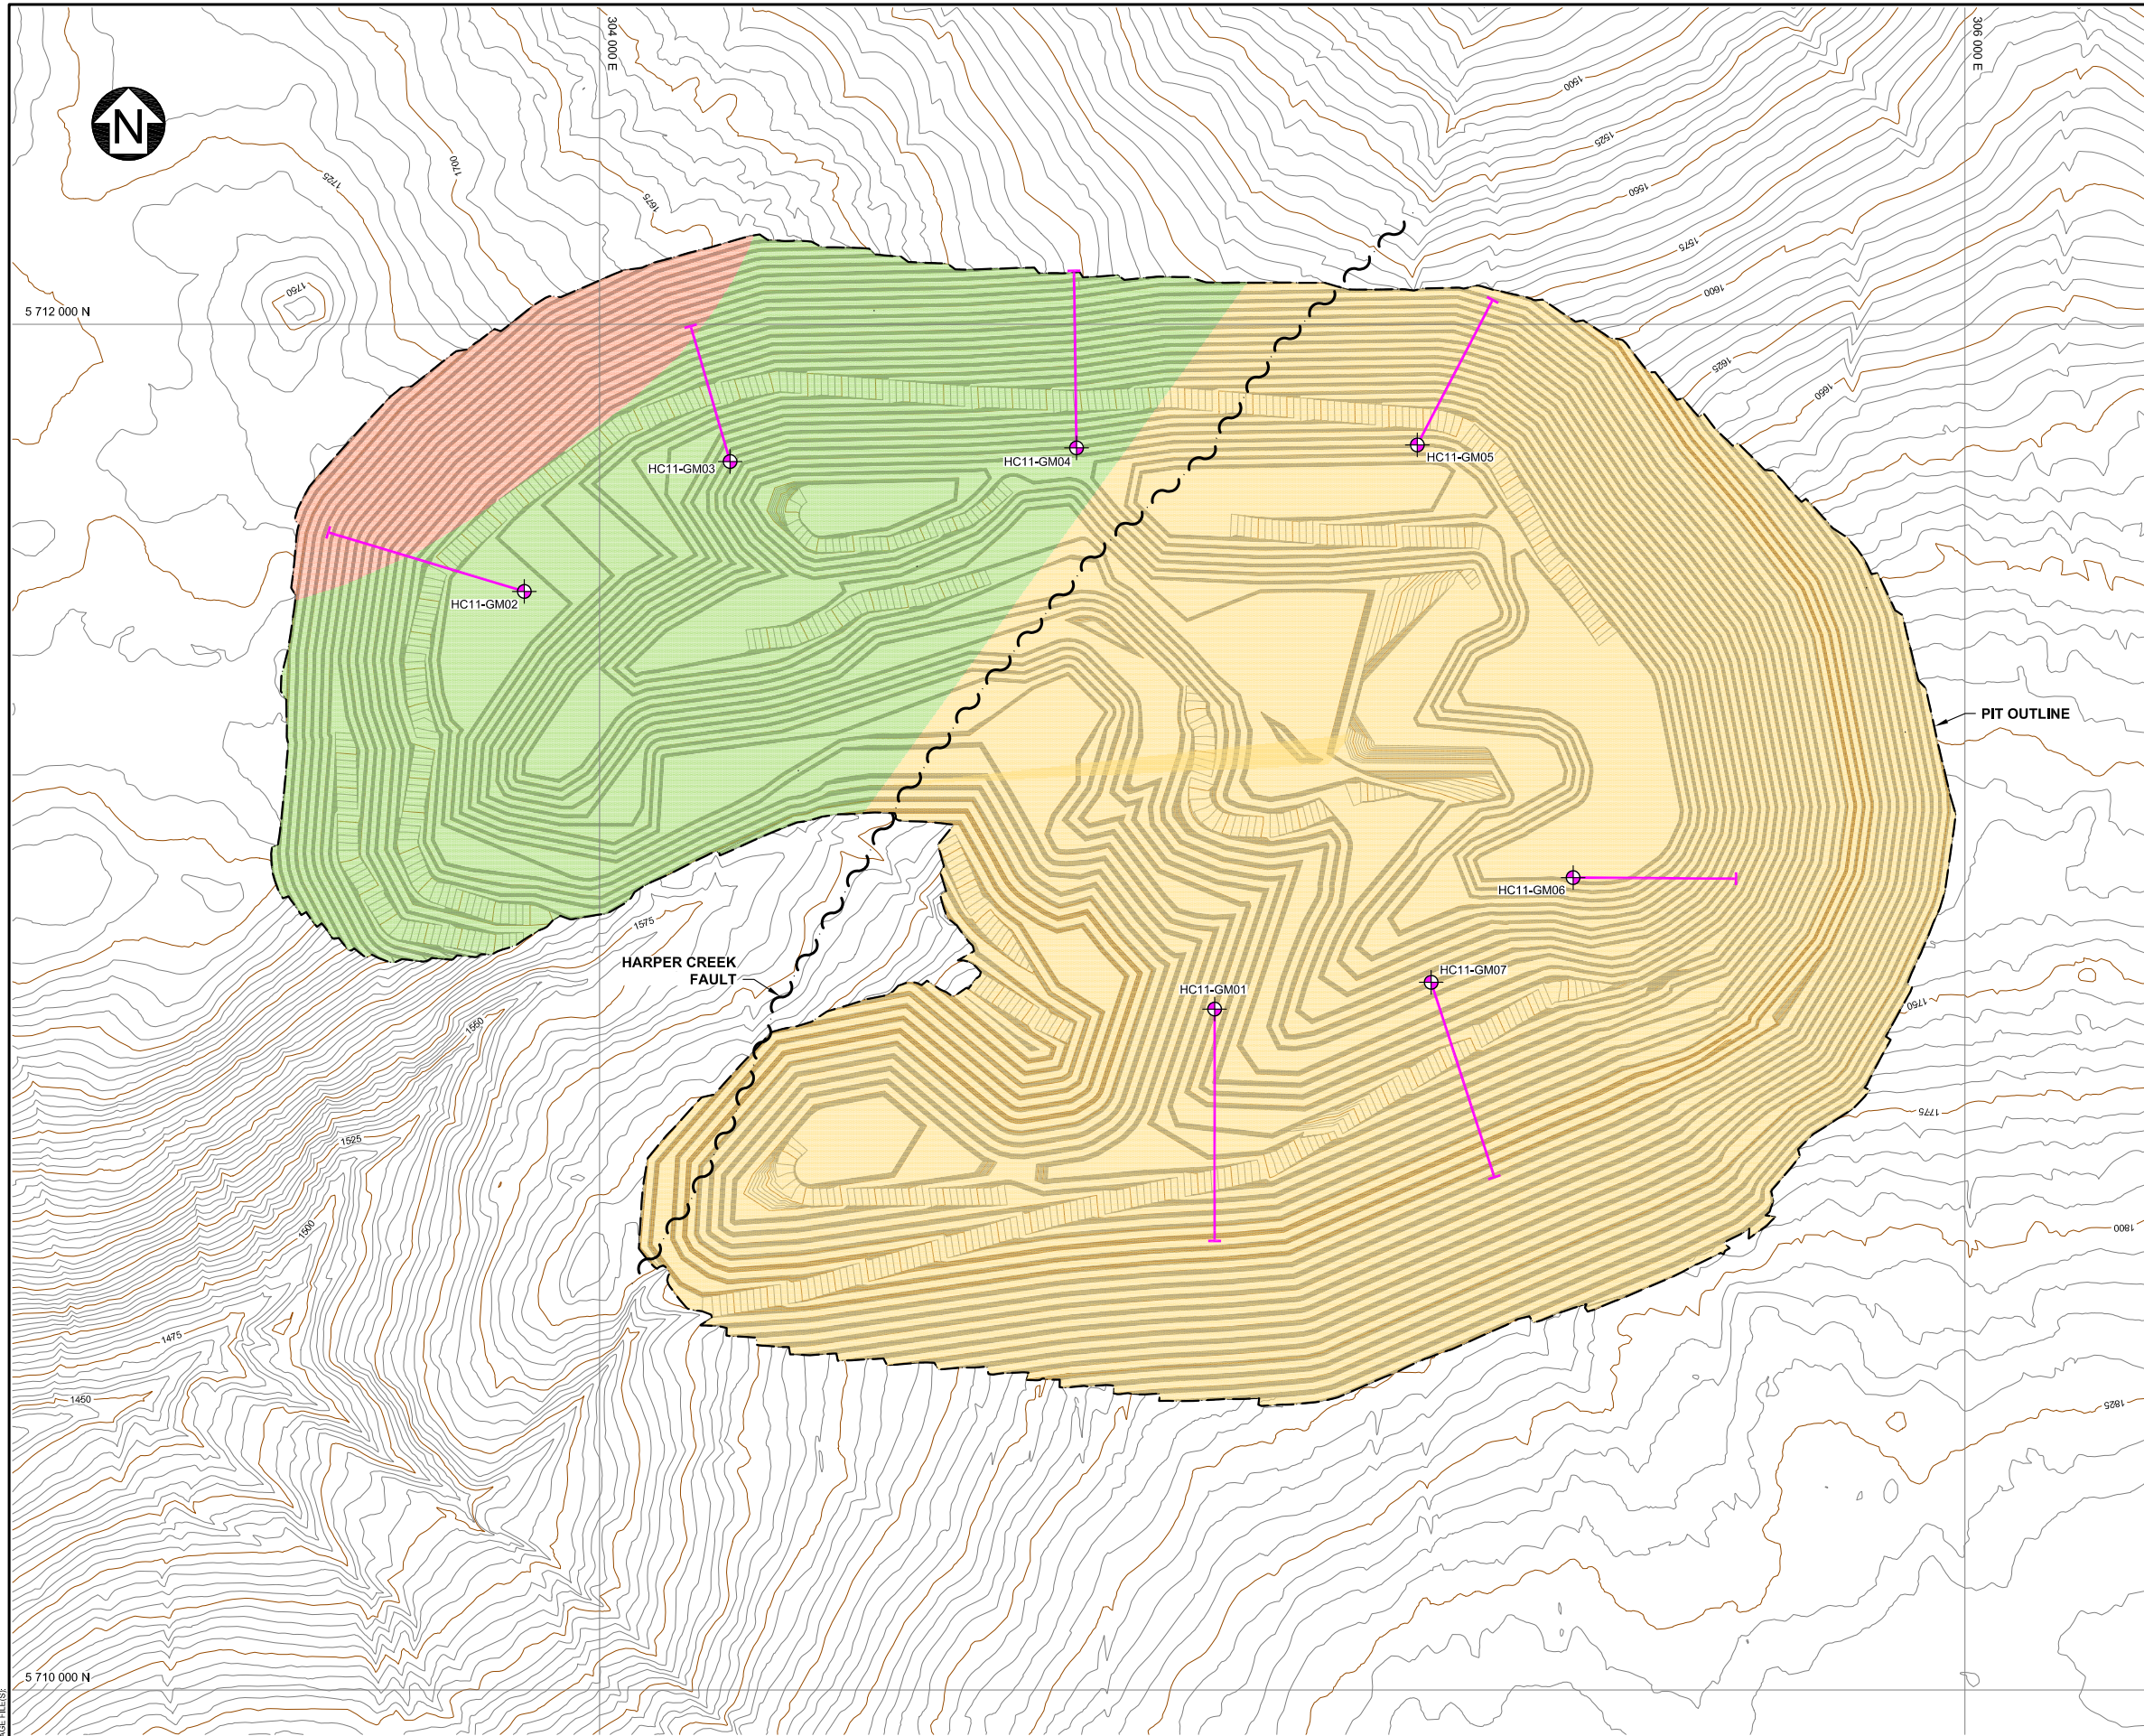 304 000 E
306 000 E
N
1500
1525
1550
1575
1600
1625
1650
1725
1700
1675
1750
5 712 000 N
HC11-GM03
HC11-GM04
HC11-GM05
HC11-GM02
PIT OUTLINE
HC11-GM06
1575
HARPER CREEK
FAULT
HC11-GM07
HC11-GM01
1750
1550
1775
1525
1500
1800
1475
1450
1825
5 710 000 N